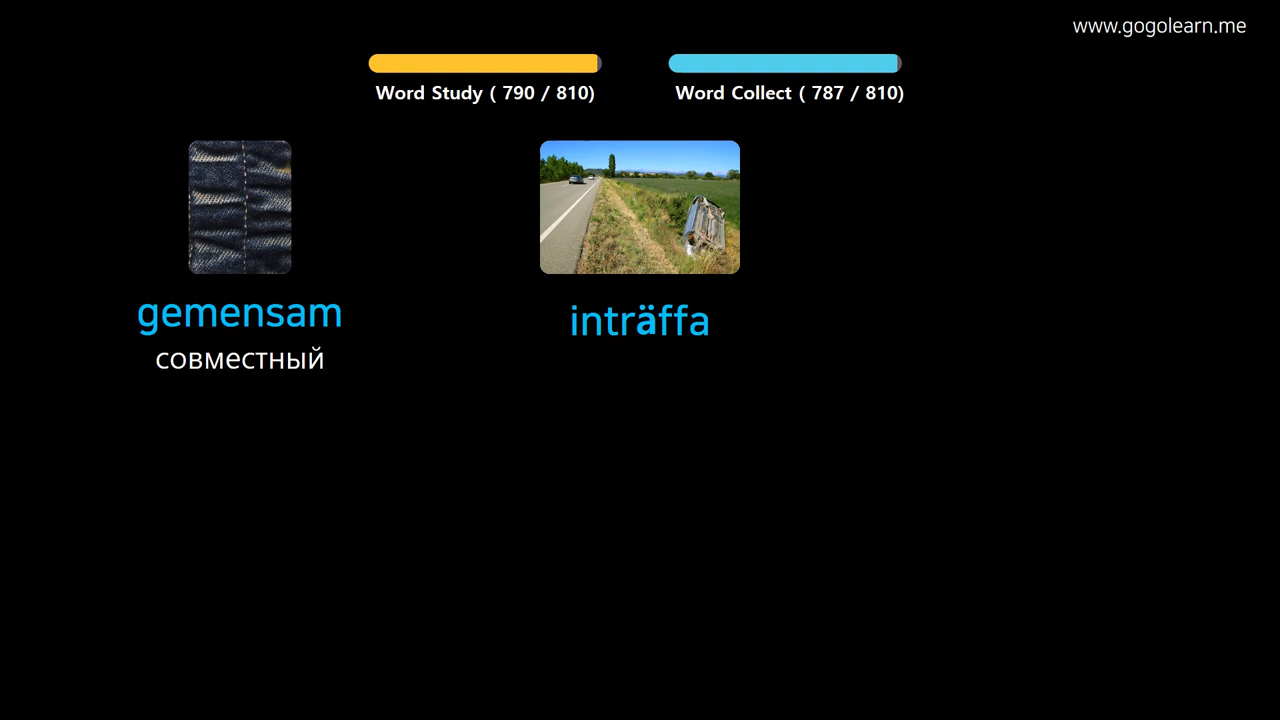 www.gogolearn.me
Word Study ( 790 / 810)
Word Collect ( 787 / 810)
gemensam
совместный
inträffa